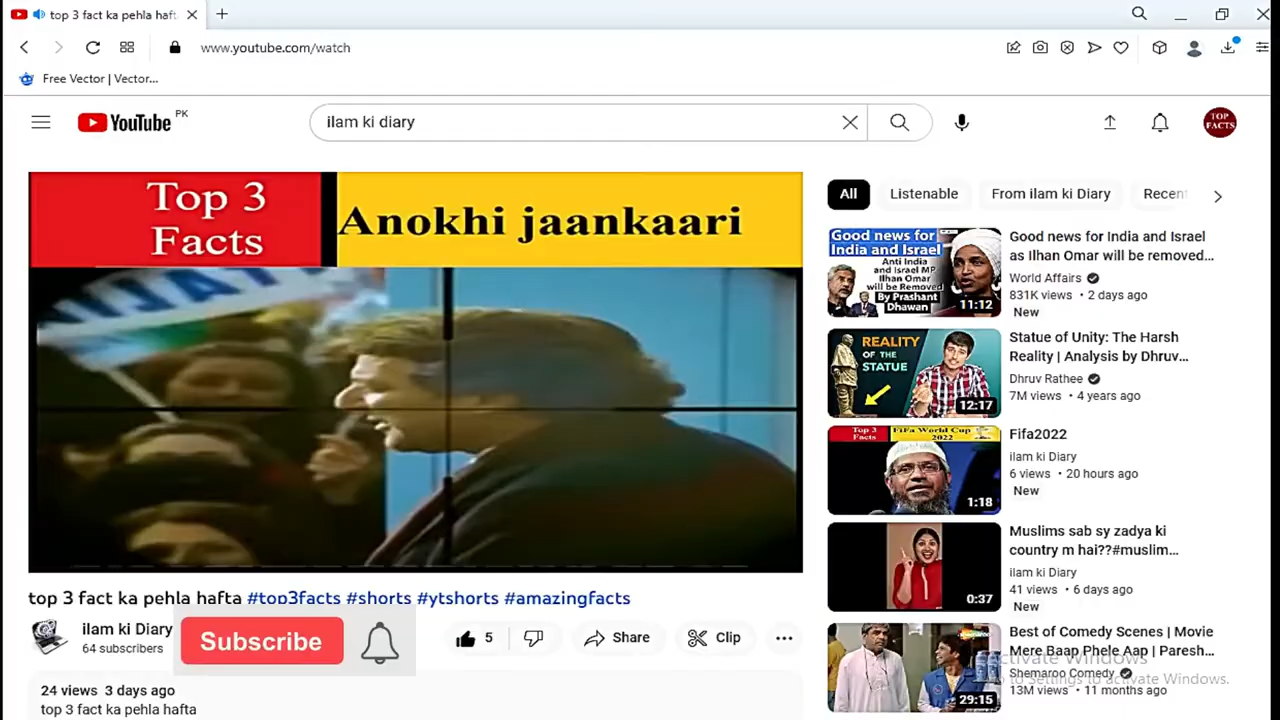 top 3 fact ka pehla haft
www.youtube.com/watch
Free Vector | Vector...
YouTube PK
ilam ki diary
TOP FACTS
Top 3
Facts
Anokhi jaankaari
All
Listenable
From ilam ki Diary
Recent
Good news for
India and Israel
Anti India
and Israel MP
Ilhan Omar
will be Removed
By Prashant
Dhawan
11:12
Good news for India and Israel
as Ilhan Omar will be removed...
World Affairs
831K views • 2 days ago
New
REALITY
OF THE
STATUE
12:17
Statue of Unity: The Harsh
Reality | Analysis by Dhruv...
Dhruv Rathee
7M views • 4 years ago
Top 3
Facts
FiFa World Cup
2022
1:18
Fifa2022
ilam ki Diary
6 views • 20 hours ago
New
0:37
Muslims sab sy zadya ki
country m hai??#muslim...
ilam ki Diary
41 views • 6 days ago
New
29:15
Best of Comedy Scenes | Movie
Mere Baap Phele Aap | Paresh...
Shemaroo Comedy
13M views • 11 months ago
Activate Windows
Go to Settings to activate Windows.
top 3 fact ka pehla hafta #top3facts #shorts #ytshorts #amazingfacts
ilam ki Diary
64 subscribers
Subscribe
5
Share
Clip
24 views 3 days ago
top 3 fact ka pehla hafta